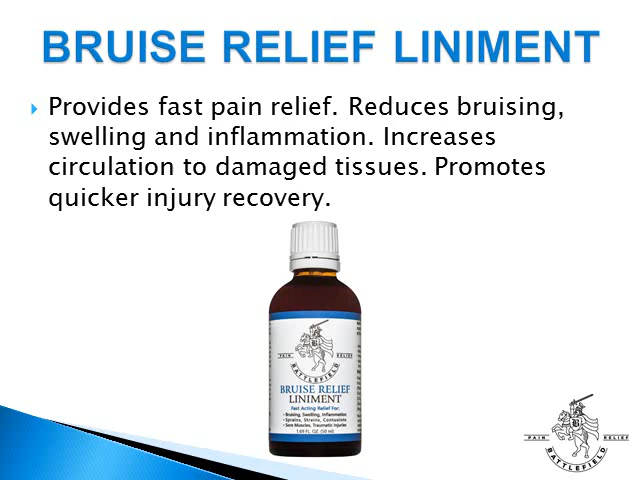 BRUISE RELIEF LINIMENT
Provides fast pain relief. Reduces bruising,
swelling and inflammation. Increases
circulation to damaged tissues. Promotes
quicker injury recovery.
PAIN RELIEF
BATTLEFIELD
BRUISE RELIEF
LINIMENT
Fast Acting Relief For:
• Bruising, Swelling, Inflammation
• Sprains, Strains, Contusions
• Sore Muscles, Traumatic Injuries
1.69 FL. OZ. (50 ml)
PAIN RELIEF
BATTLEFIELD